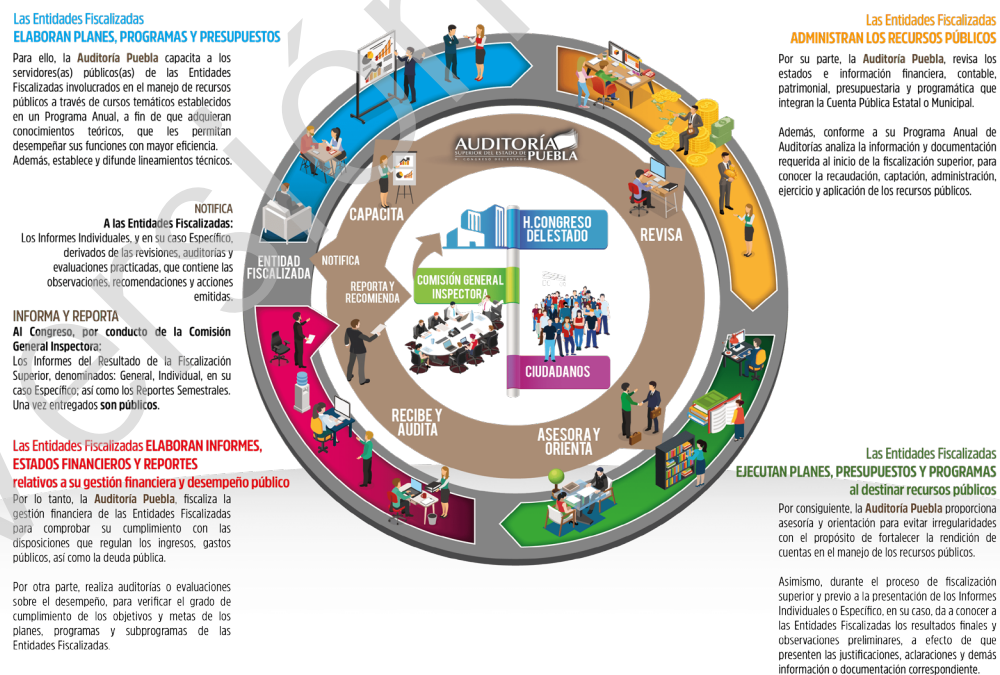 Las Entidades Fiscalizadas
ELABORAN PLANES, PROGRAMAS Y PRESUPUESTOS
Para ello, la Auditoría Puebla capacita a los
servidores(as) públicos(as) de las Entidades
Fiscalizadas involucrados en el manejo de recursos
públicos a través de cursos temáticos establecidos
en un Programa Anual, a fin de que adquieran
conocimientos teóricos, que les permitan
desempeñar sus funciones con mayor eficiencia.
Además, establece y difunde lineamientos técnicos.
NOTIFICA
A las Entidades Fiscalizadas:
Los Informes Individuales, y en su caso Específico,
derivados de las revisiones, auditorías y
evaluaciones practicadas, que contiene las
observaciones, recomendaciones y acciones
emitidas.
INFORMA Y REPORTA
Al Congreso, por conducto de la Comisión
General Inspectora:
Los Informes del Resultado de la Fiscalización
Superior, denominados: General, Individual, en su
caso Específico; así como los Reportes Semestrales.
Una vez entregados son públicos.
Las Entidades Fiscalizadas ELABORAN INFORMES,
ESTADOS FINANCIEROS Y REPORTES
relativos a su gestión financiera y desempeño público
Por lo tanto, la Auditoría Puebla, fiscaliza la
gestión financiera de las Entidades Fiscalizadas
para comprobar su cumplimiento con las
disposiciones que regulan los ingresos, gastos
públicos, así como la deuda pública.
Por otra parte, realiza auditorías o evaluaciones
sobre el desempeño, para verificar el grado de
cumplimiento de los objetivos y metas de los
planes, programas y subprogramas de las
Entidades Fiscalizadas.
AUDITORÍA
SUPERIOR DEL ESTADO DE PUEBLA
H. CONGRESO DEL ESTADO
CAPACITA
REVISA
ENTIDAD
FISCALIZADA
NOTIFICA
REPORTA Y
RECOMIENDA
H. CONGRESO
DEL ESTADO
COMISIÓN GENERAL
INSPECTORA
CIUDADANOS
RECIBE Y
AUDITA
ASESORA Y
ORIENTA
Las Entidades Fiscalizadas
ADMINISTRAN LOS RECURSOS PÚBLICOS
Por su parte, la Auditoría Puebla, revisa los
estados e información financiera, contable,
patrimonial, presupuestaria y programática que
integran la Cuenta Pública Estatal o Municipal.
Además, conforme a su Programa Anual de
Auditorías analiza la información y documentación
requerida al inicio de la fiscalización superior, para
conocer la recaudación, captación, administración,
ejercicio y aplicación de los recursos públicos.
Las Entidades Fiscalizadas
EJECUTAN PLANES, PRESUPUESTOS Y PROGRAMAS
al destinar recursos públicos
Por consiguiente, la Auditoría Puebla proporciona
asesoría y orientación para evitar irregularidades
con el propósito de fortalecer la rendición de
cuentas en el manejo de los recursos públicos.
Asimismo, durante el proceso de fiscalización
superior y previo a la presentación de los Informes
Individuales o Específico, en su caso, da a conocer a
las Entidades Fiscalizadas los resultados finales y
observaciones preliminares, a efecto de que
presenten las justificaciones, aclaraciones y demás
información o documentación correspondiente.